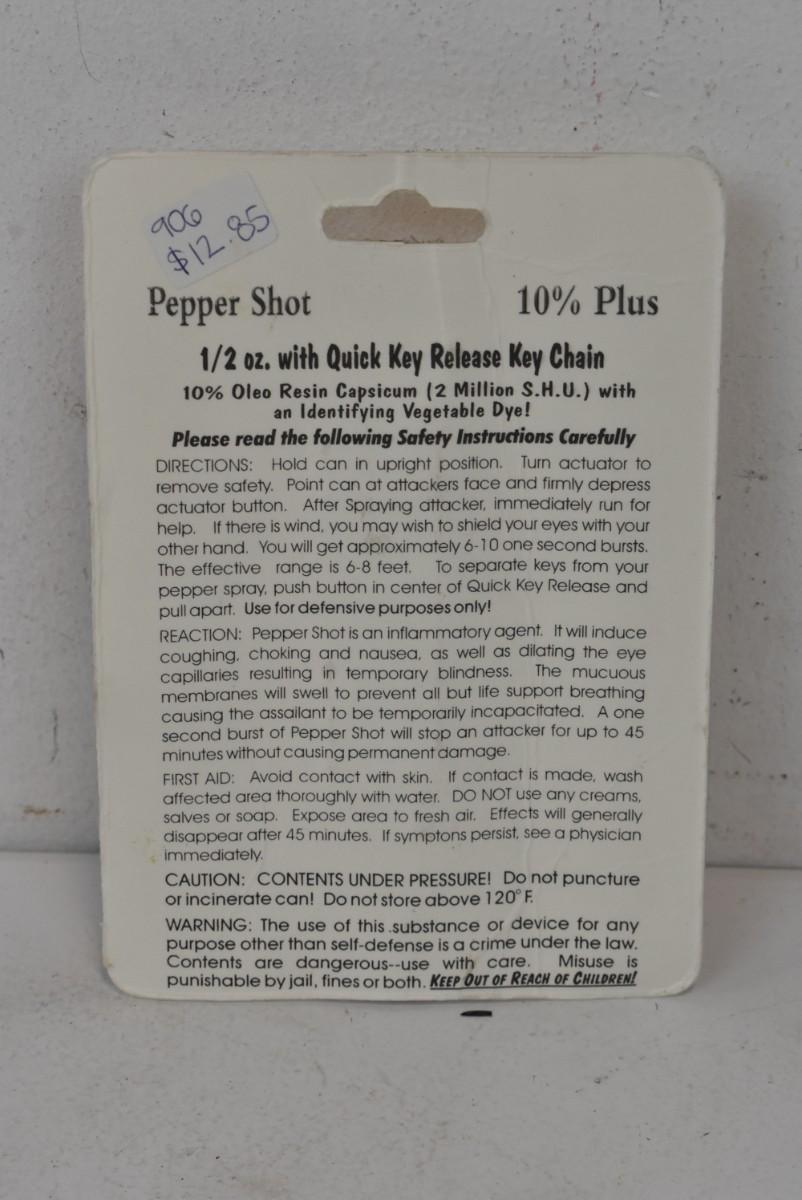 906
$12.85
Pepper Shot 10% Plus
1/2 oz. with Quick Key Release Key Chain
10% Oleo Resin Capsicum (2 Million S.H.U.) with
an Identifying Vegetable Dye!
Please read the following Safety Instructions Carefully
DIRECTIONS: Hold can in upright position. Turn actuator to
remove safety. Point can at attackers face and firmly depress
actuator button. After Spraying attacker, immediately run for
help. If there is wind, you may wish to shield your eyes with your
other hand. You will get approximately 6-10 one second bursts.
The effective range is 6-8 feet. To separate keys from your
pepper spray, push button in center of Quick Key Release and
pull apart. Use for defensive purposes only!
REACTION: Pepper Shot is an inflammatory agent. It will induce
coughing, choking and nausea, as well as dilating the eye
capillaries resulting in temporary blindness. The mucuous
membranes will swell to prevent all but life support breathing
causing the assailant to be temporarily incapacitated. A one
second burst of Pepper Shot will stop an attacker for up to 45
minutes without causing permanent damage.
FIRST AID: Avoid contact with skin. If contact is made, wash
affected area thoroughly with water. DO NOT use any creams,
salves or soap. Expose area to fresh air. Effects will generally
disappear after 45 minutes. If symptons persist, see a physician
immediately.
CAUTION: CONTENTS UNDER PRESSURE! Do not puncture
or incinerate can! Do not store above 120° F.
WARNING: The use of this substance or device for any
purpose other than self-defense is a crime under the law.
Contents are dangerous--use with care. Misuse is
punishable by jail, fines or both. KEEP OUT OF REACH OF CHILDREN!